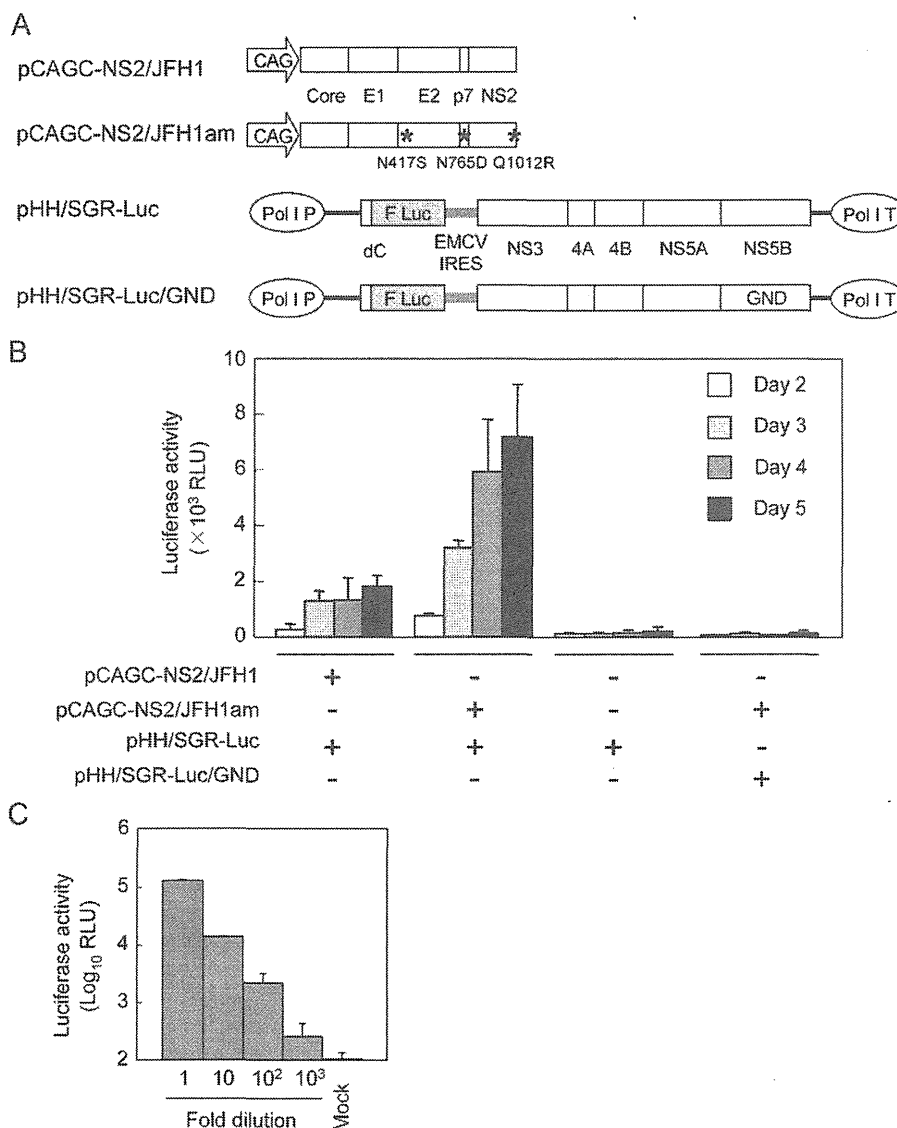 A
pCAGC-NS2/JFH1
CAG
Core E1 E2 p7 NS2
pCAGC-NS2/JFH1am
CAG
* * *
N417S N765D Q1012R
pHH/SGR-Luc
Pol I P F Luc Pol I T
dC EMCV IRES NS3 4A 4B NS5A NS5B
pHH/SGR-Luc/GND
Pol I P F Luc GND Pol I T
B
Luciferase activity
(×10³ RLU)
10
8
6
4
2
0
Day 2
Day 3
Day 4
Day 5
pCAGC-NS2/JFH1 + - - -
pCAGC-NS2/JFH1am - + - +
pHH/SGR-Luc + + + -
pHH/SGR-Luc/GND - - - +
C
Luciferase activity
(Log₁₀ RLU)
6
5
4
3
2
1 10 10² 10³ Mock
Fold dilution